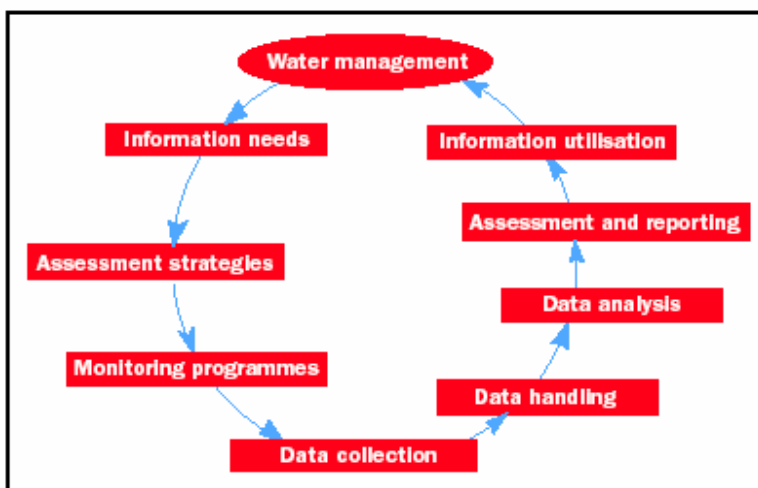 Water management
Information needs
Assessment strategies
Monitoring programmes
Data collection
Data handling
Data analysis
Assessment and reporting
Information utilisation